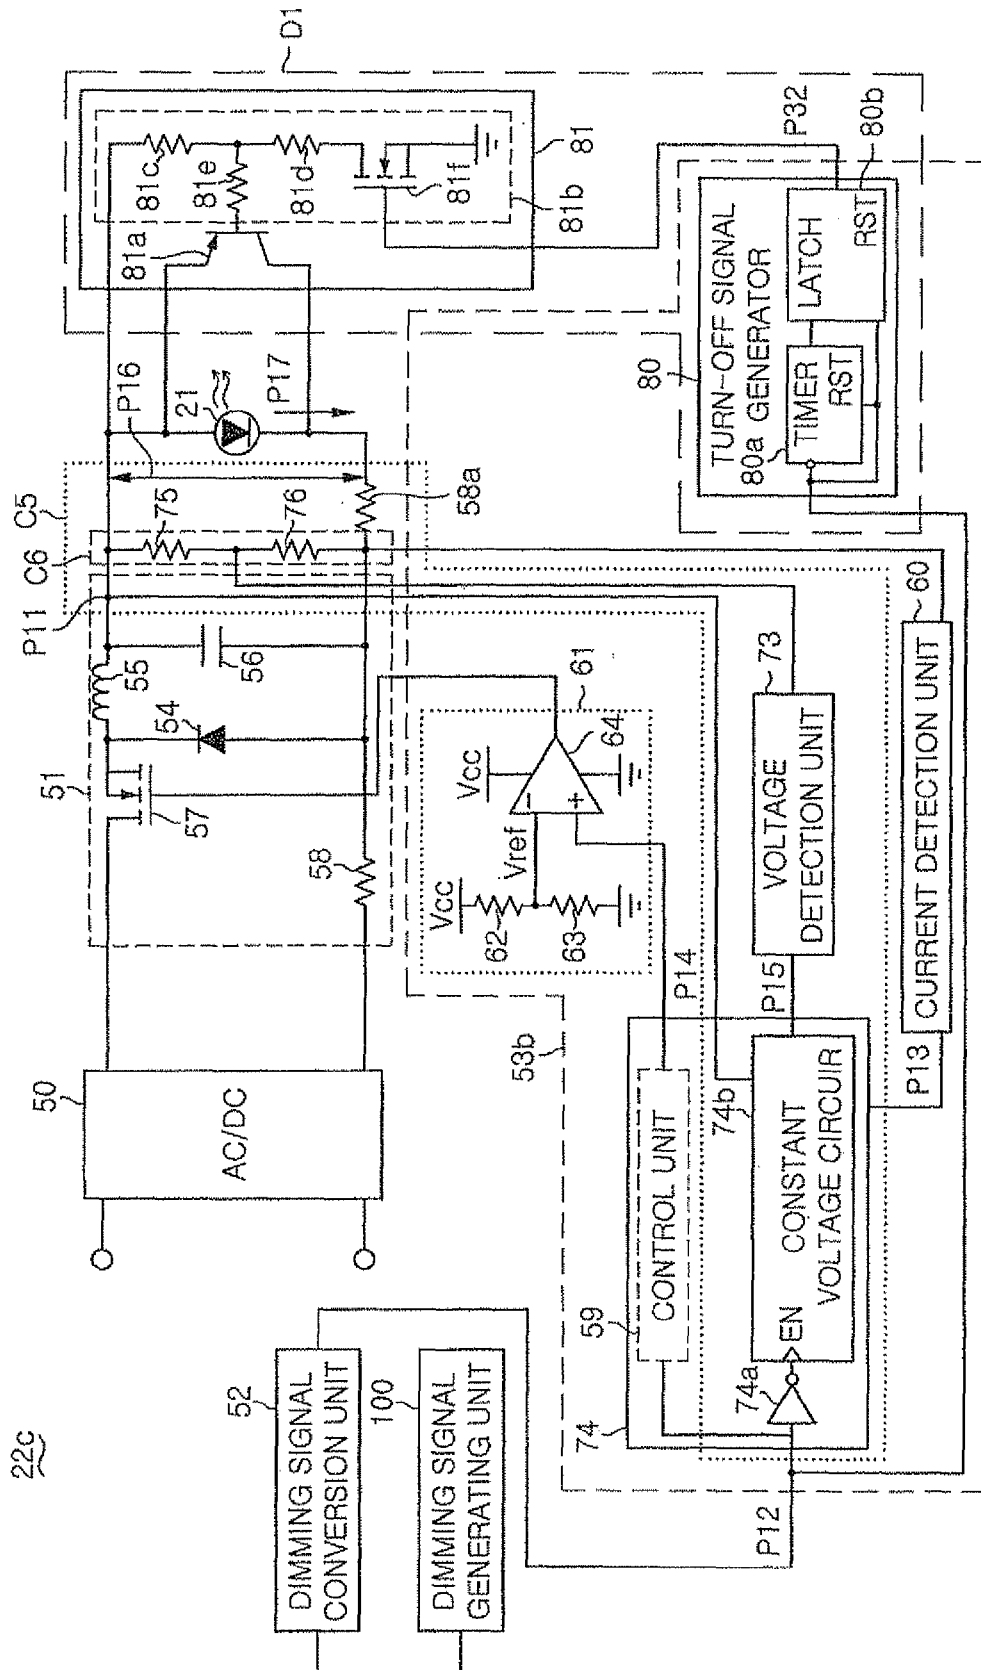 22c
DIMMING SIGNAL
CONVERSION UNIT
52
DIMMING SIGNAL
GENERATING UNIT
100
50
AC/DC
51
57
54
55
56
58
P11
C6
C5
75
76
58a
P16
21
P17
D1
81a
81c
81e
81d
81f
81b
81
53b
Vcc
62
63
Vref
Vcc
−
+
64
61
P12
74
59
CONTROL UNIT
P14
74a
EN
74b
CONSTANT
VOLTAGE CIRCUIR
P15
VOLTAGE
DETECTION UNIT
73
P13
CURRENT DETECTION UNIT
60
80
TURN-OFF SIGNAL
GENERATOR
80a
TIMER
RST
LATCH
RST
80b
P32